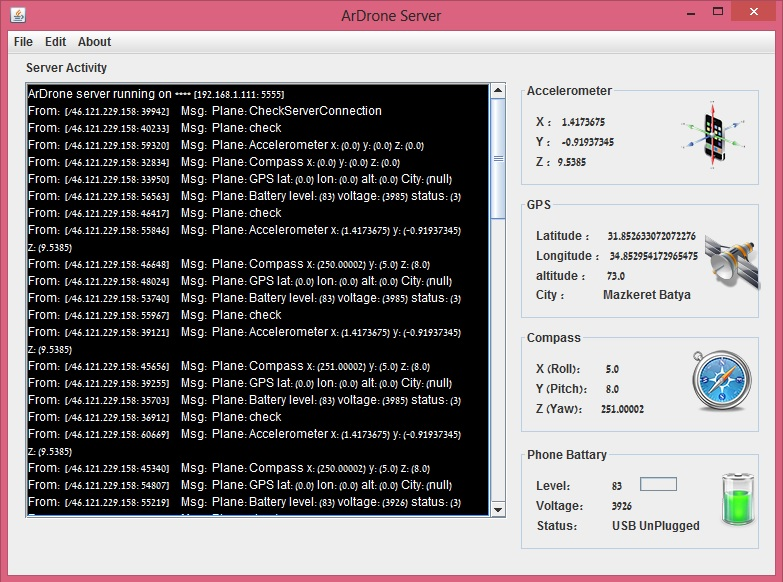 ArDrone Server
File Edit About
Server Activity
ArDrone server running on **** [192.168.1.111: 5555]
From: [/46.121.229.158: 39942] Msg: Plane: CheckServerConnection
From: [/46.121.229.158: 40233] Msg: Plane: check
From: [/46.121.229.158: 59320] Msg: Plane: Accelerometer X: (0.0) y: (0.0) Z: (0.0)
From: [/46.121.229.158: 32834] Msg: Plane: Compass X: (0.0) y: (0.0) Z: (0.0)
From: [/46.121.229.158: 33950] Msg: Plane: GPS lat: (0.0) lon: (0.0) alt: (0.0) City: (null)
From: [/46.121.229.158: 56563] Msg: Plane: Battery level: (83) voltage: (3985) status: (3)
From: [/46.121.229.158: 46417] Msg: Plane: check
From: [/46.121.229.158: 55846] Msg: Plane: Accelerometer X: (1.4173675) y: (-0.91937345)
Z: (9.5385)
From: [/46.121.229.158: 46648] Msg: Plane: Compass X: (250.00002) y: (5.0) Z: (8.0)
From: [/46.121.229.158: 48024] Msg: Plane: GPS lat: (0.0) lon: (0.0) alt: (0.0) City: (null)
From: [/46.121.229.158: 53740] Msg: Plane: Battery level: (83) voltage: (3985) status: (3)
From: [/46.121.229.158: 55967] Msg: Plane: check
From: [/46.121.229.158: 39121] Msg: Plane: Accelerometer X: (1.4173675) y: (-0.91937345)
Z: (9.5385)
From: [/46.121.229.158: 45656] Msg: Plane: Compass X: (251.00002) y: (5.0) Z: (8.0)
From: [/46.121.229.158: 39255] Msg: Plane: GPS lat: (0.0) lon: (0.0) alt: (0.0) City: (null)
From: [/46.121.229.158: 35703] Msg: Plane: Battery level: (83) voltage: (3985) status: (3)
From: [/46.121.229.158: 36912] Msg: Plane: check
From: [/46.121.229.158: 60669] Msg: Plane: Accelerometer X: (1.4173675) y: (-0.91937345)
Z: (9.5385)
From: [/46.121.229.158: 45340] Msg: Plane: Compass X: (250.00002) y: (5.0) Z: (8.0)
From: [/46.121.229.158: 54807] Msg: Plane: GPS lat: (0.0) lon: (0.0) alt: (0.0) City: (null)
From: [/46.121.229.158: 55219] Msg: Plane: Battery level: (83) voltage: (3926) status: (3)
Accelerometer
X : 1.4173675
Y : -0.91937345
Z : 9.5385
GPS
Latitude : 31.852633072072276
Longitude : 34.852954172965475
altitude : 73.0
City : Mazkeret Batya
Compass
X (Roll): 5.0
Y (Pitch): 8.0
Z (Yaw): 251.00002
Phone Battary
Level: 83
Voltage: 3926
Status: USB UnPlugged